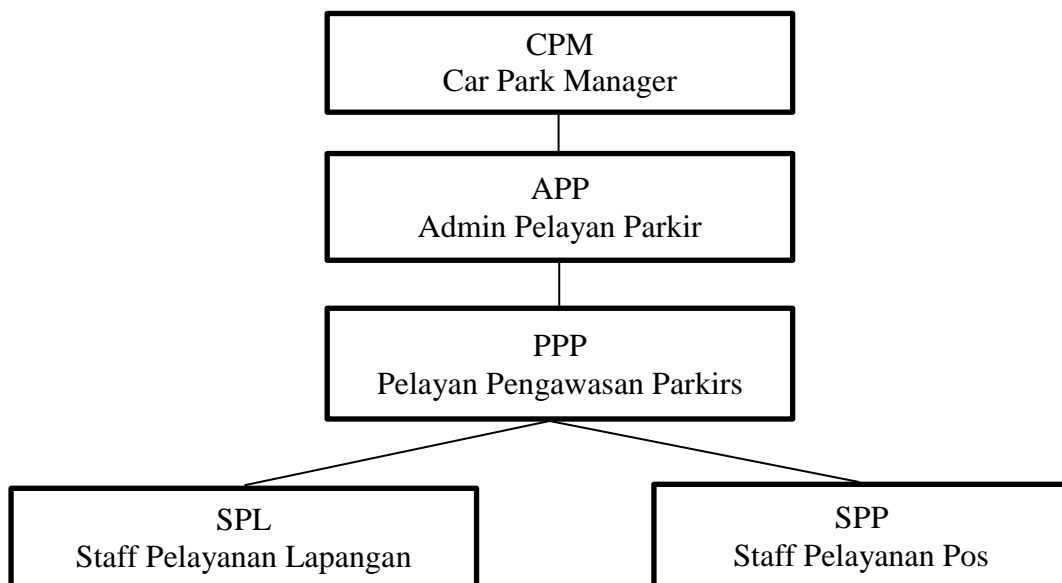 CPM
Car Park Manager
APP
Admin Pelayan Parkir
PPP
Pelayan Pengawasan Parkirs
SPL
Staff Pelayanan Lapangan
SPP
Staff Pelayanan Pos